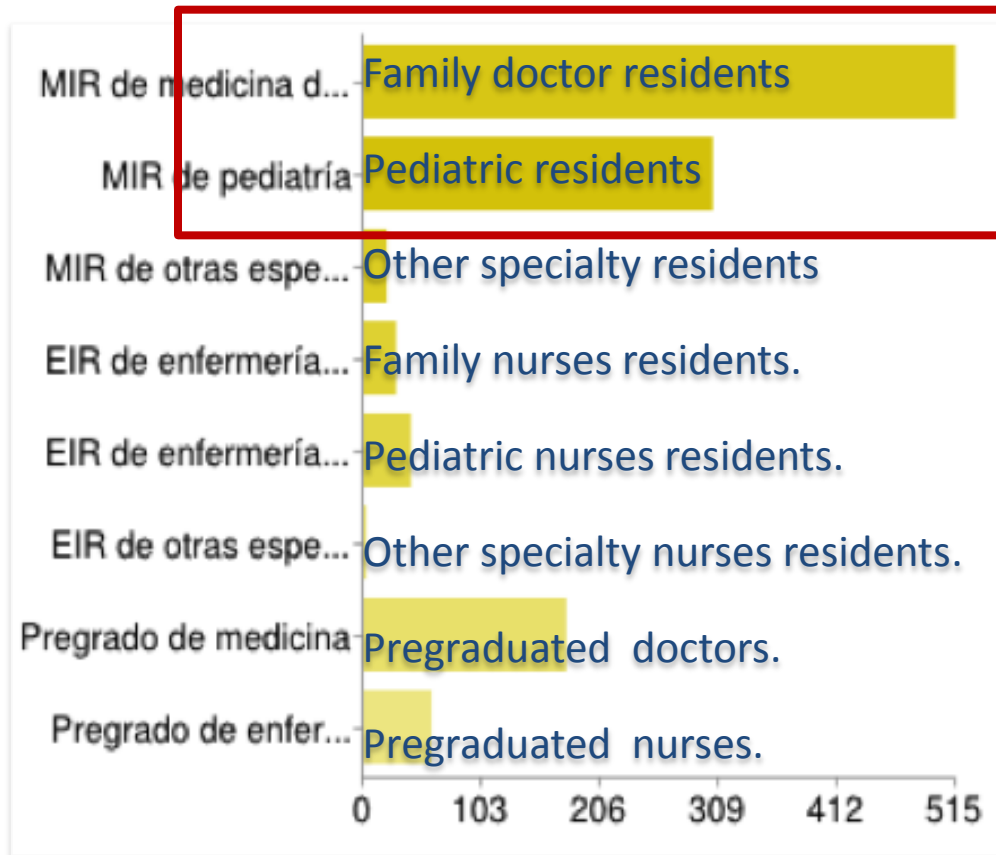 MIR de medicina d... Family doctor residents
MIR de pediatría Pediatric residents
MIR de otras espe... Other specialty residents
EIR de enfermería... Family nurses residents.
EIR de enfermería... Pediatric nurses residents.
EIR de otras espe... Other specialty nurses residents.
Pregrado de medicina Pregraduated doctors.
Pregrado de enfer... Pregraduated nurses.
0 103 206 309 412 515